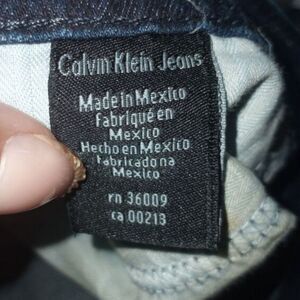 Calvin Klein Jeans
Made in Mexico
Fabriqué en
Mexico
Hecho en Mexico
Fabricado na
Mexico
rn 36009
ca 00213